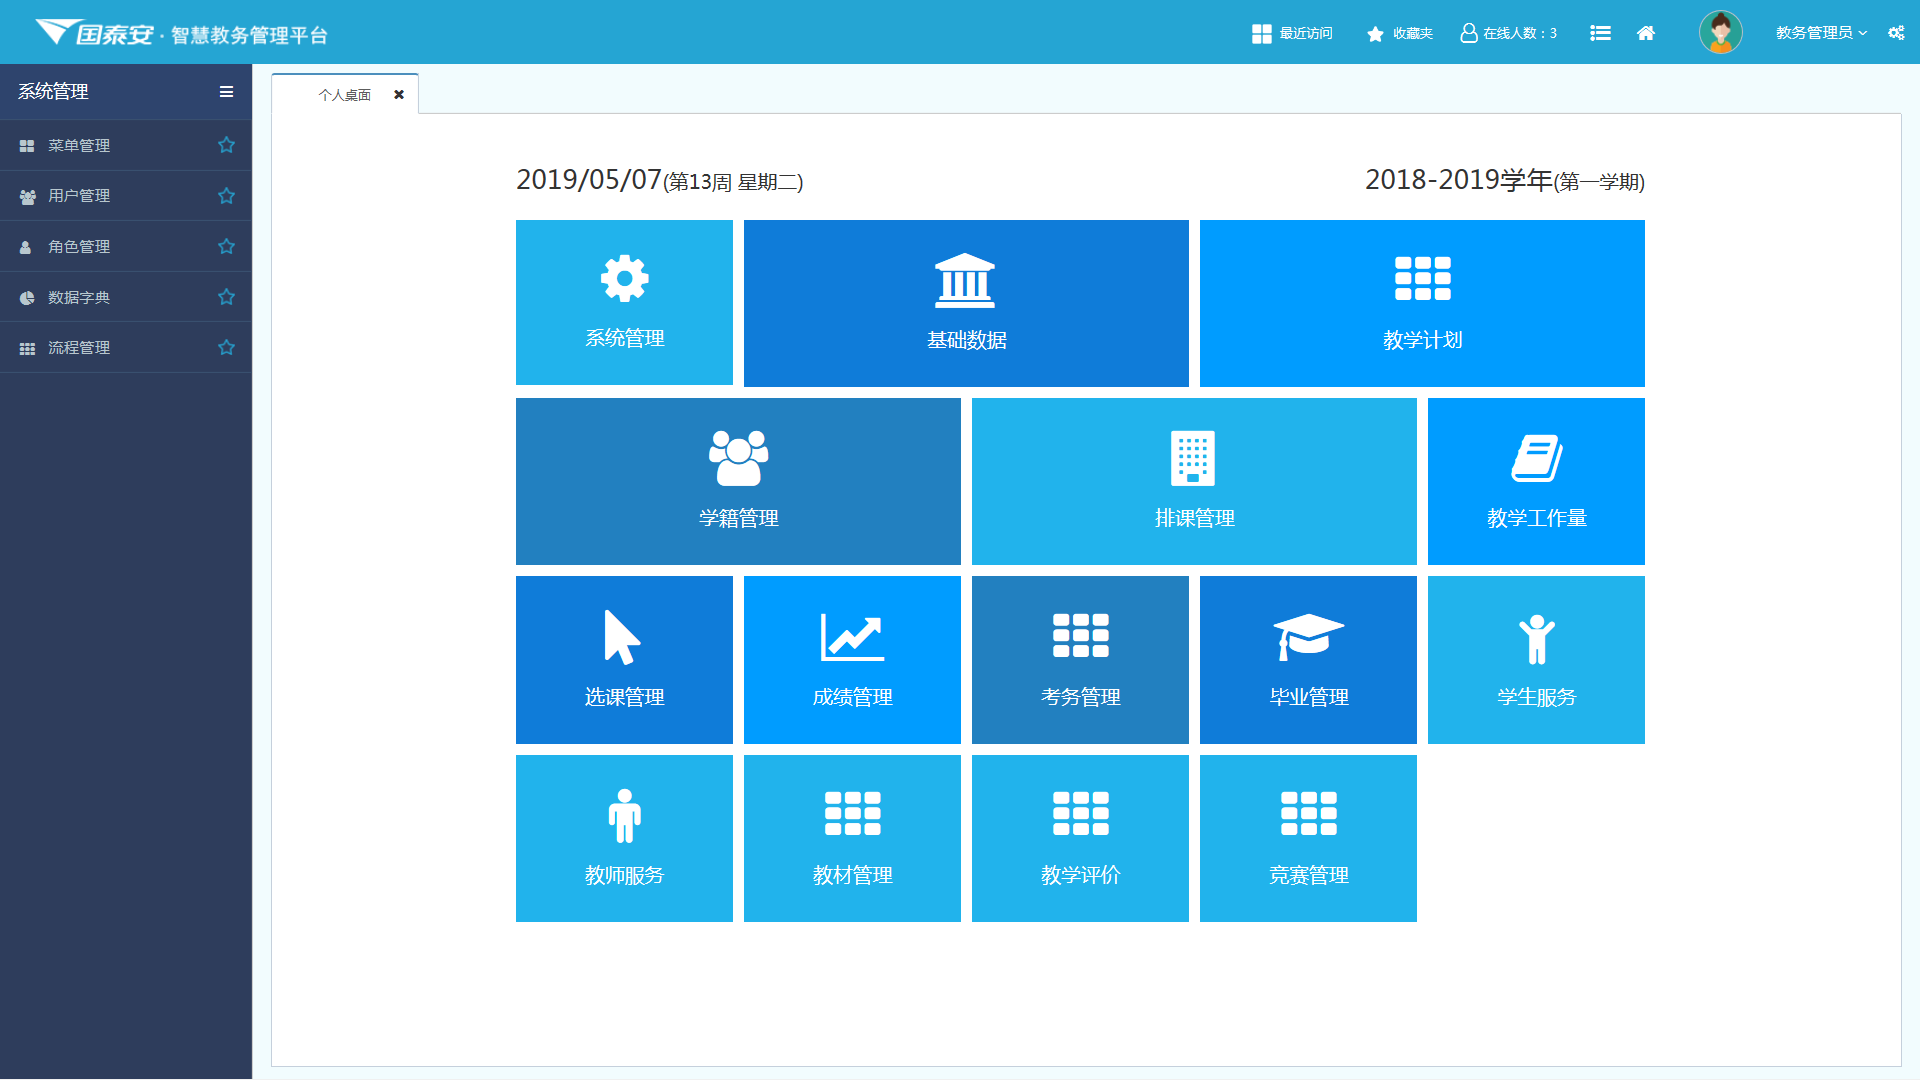 国泰安·智慧教务管理平台
最近访问 收藏夹 在线人数：3 教务管理员
系统管理
个人桌面
菜单管理
用户管理
角色管理
数据字典
流程管理
2019/05/07(第13周 星期二) 2018-2019学年(第一学期)
系统管理 基础数据 教学计划
学籍管理 排课管理 教学工作量
选课管理 成绩管理 考务管理 毕业管理 学生服务
教师服务 教材管理 教学评价 竞赛管理